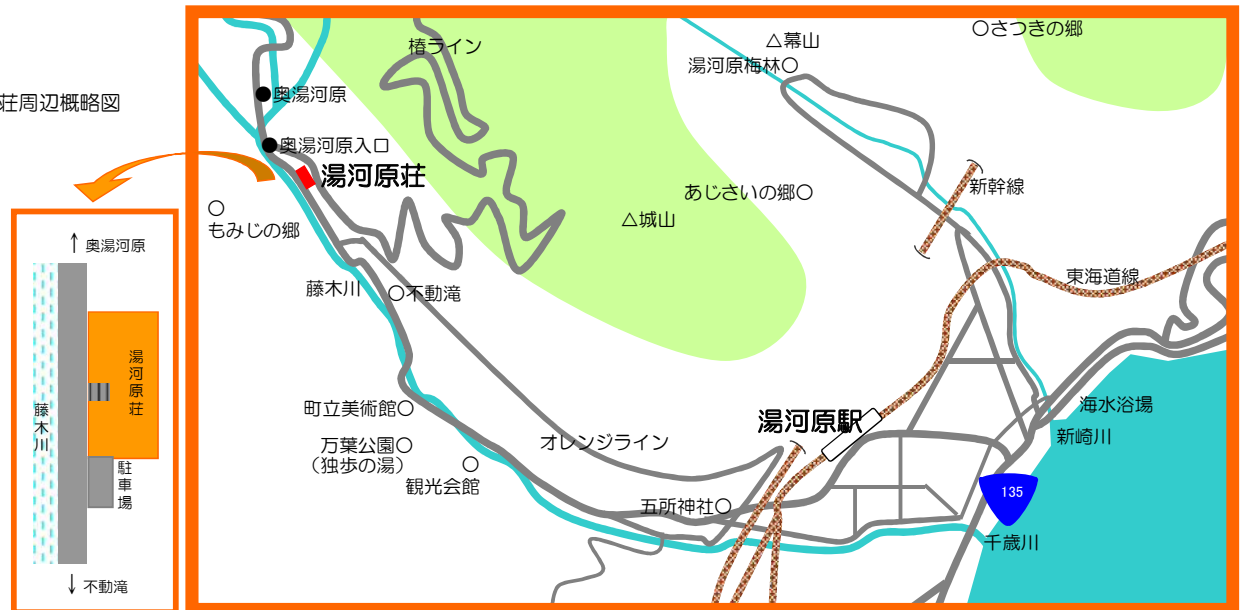 荘周辺概略図
○さつきの郷
△幕山
椿ライン
湯河原梅林○
●奥湯河原
●奥湯河原入口
湯河原荘
新幹線
あじさいの郷○
○
もみじの郷
△城山
東海道線
藤木川
○不動滝
町立美術館○
海水浴場
湯河原駅
新崎川
オレンジライン
万葉公園○
(独歩の湯)
○
観光会館
135
五所神社○
千歳川
↑ 奥湯河原
湯河原荘
藤木川
駐車場
↓ 不動滝